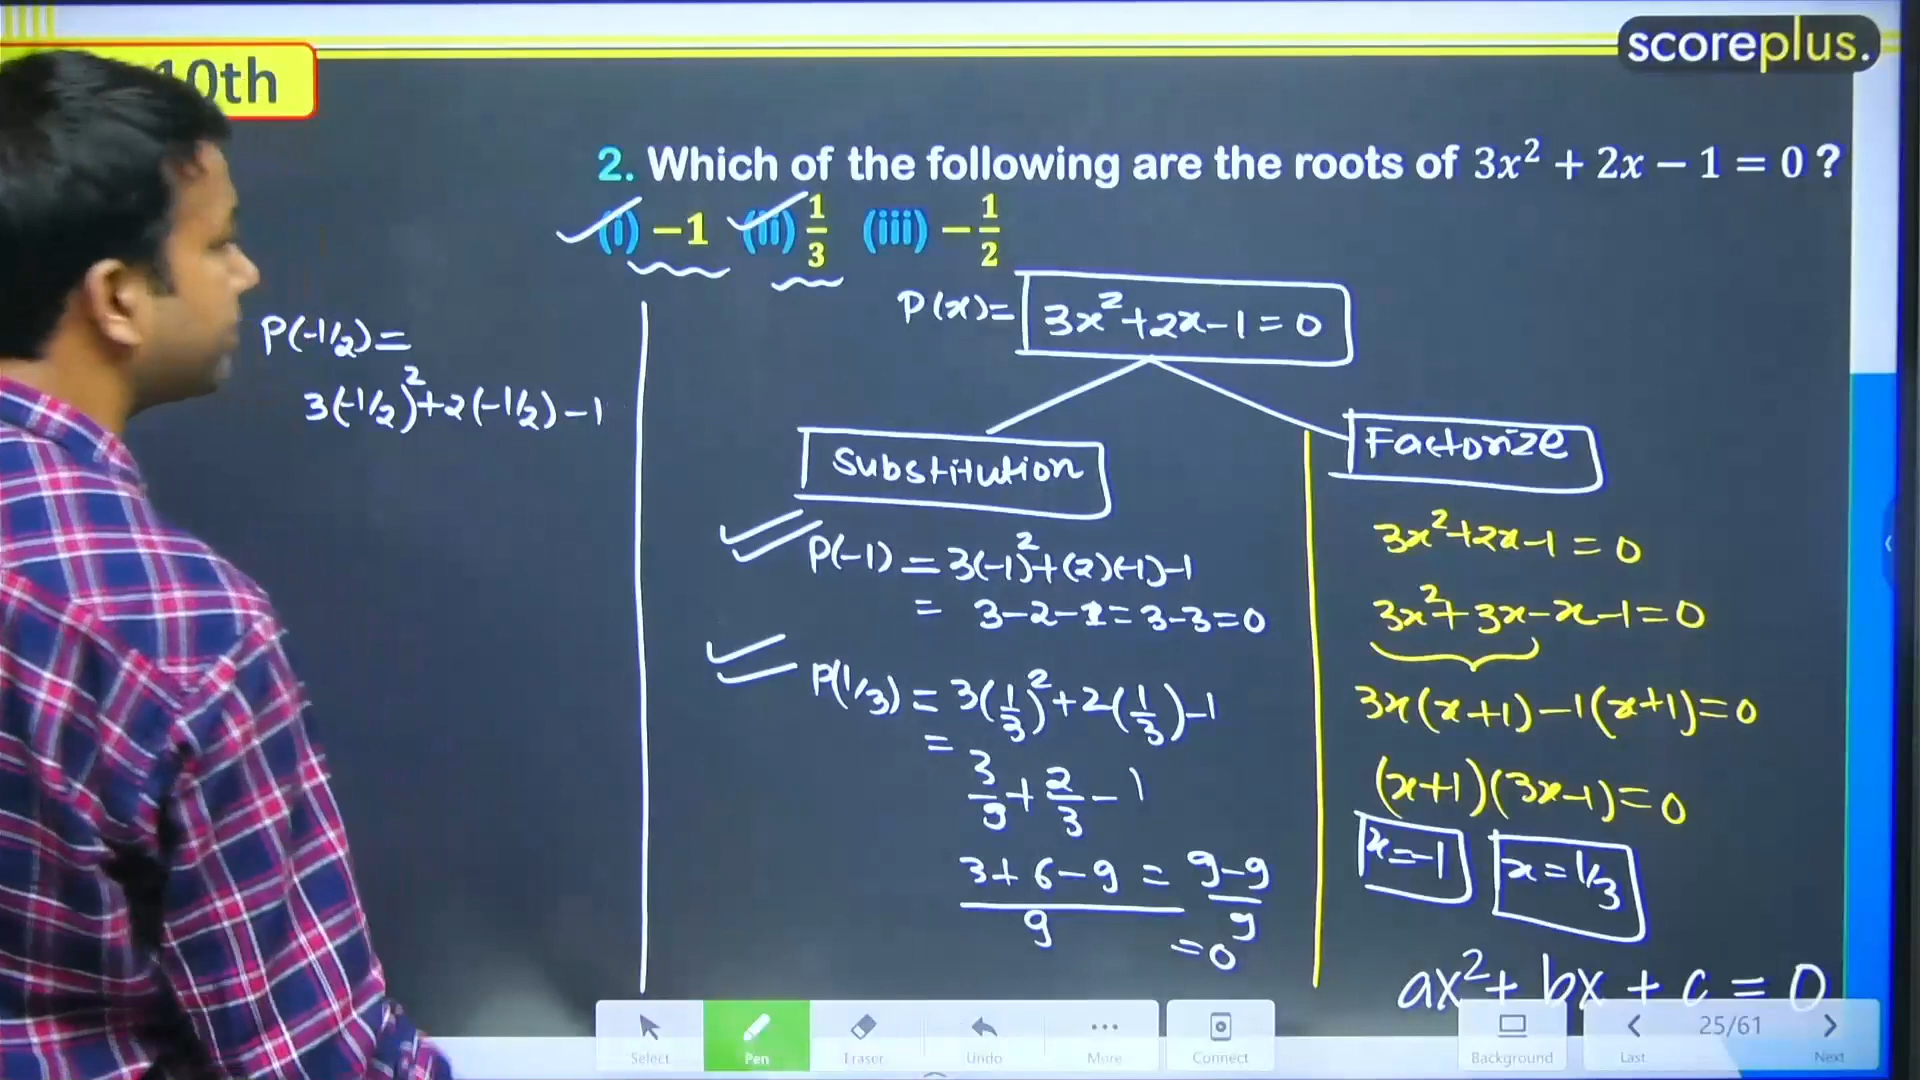 10th
scoreplus.
2. Which of the following are the roots of 3x² + 2x − 1 = 0 ?
(i) −1 (ii) 1/3 (iii) −1/2
P(x)= 3x²+2x-1=0
P(-1/2)=
3(-1/2)²+2(-1/2)-1
Substitution
P(-1) = 3(-1)²+(2)(-1)-1
= 3-2-1=3-3=0
P(1/3) = 3(1/3)²+2(1/3)-1
=
3/9+2/3-1
3+6-9/9 = 9-9/9
=0
Factorize
3x²+2x-1=0
3x²+3x-x-1=0
3x(x+1)-1(x+1)=0
(x+1)(3x-1)=0
x=-1 x=1/3
ax²+bx+c=0
Select Pen Eraser Undo More Connect Background Last 25/61 Next